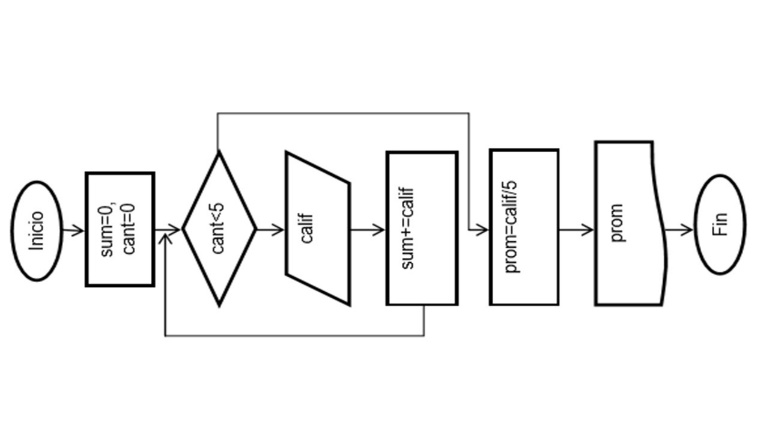 Inicio
sum=0,
cant=0
cant<5
calif
sum+=calif
prom=calif/5
prom
Fin